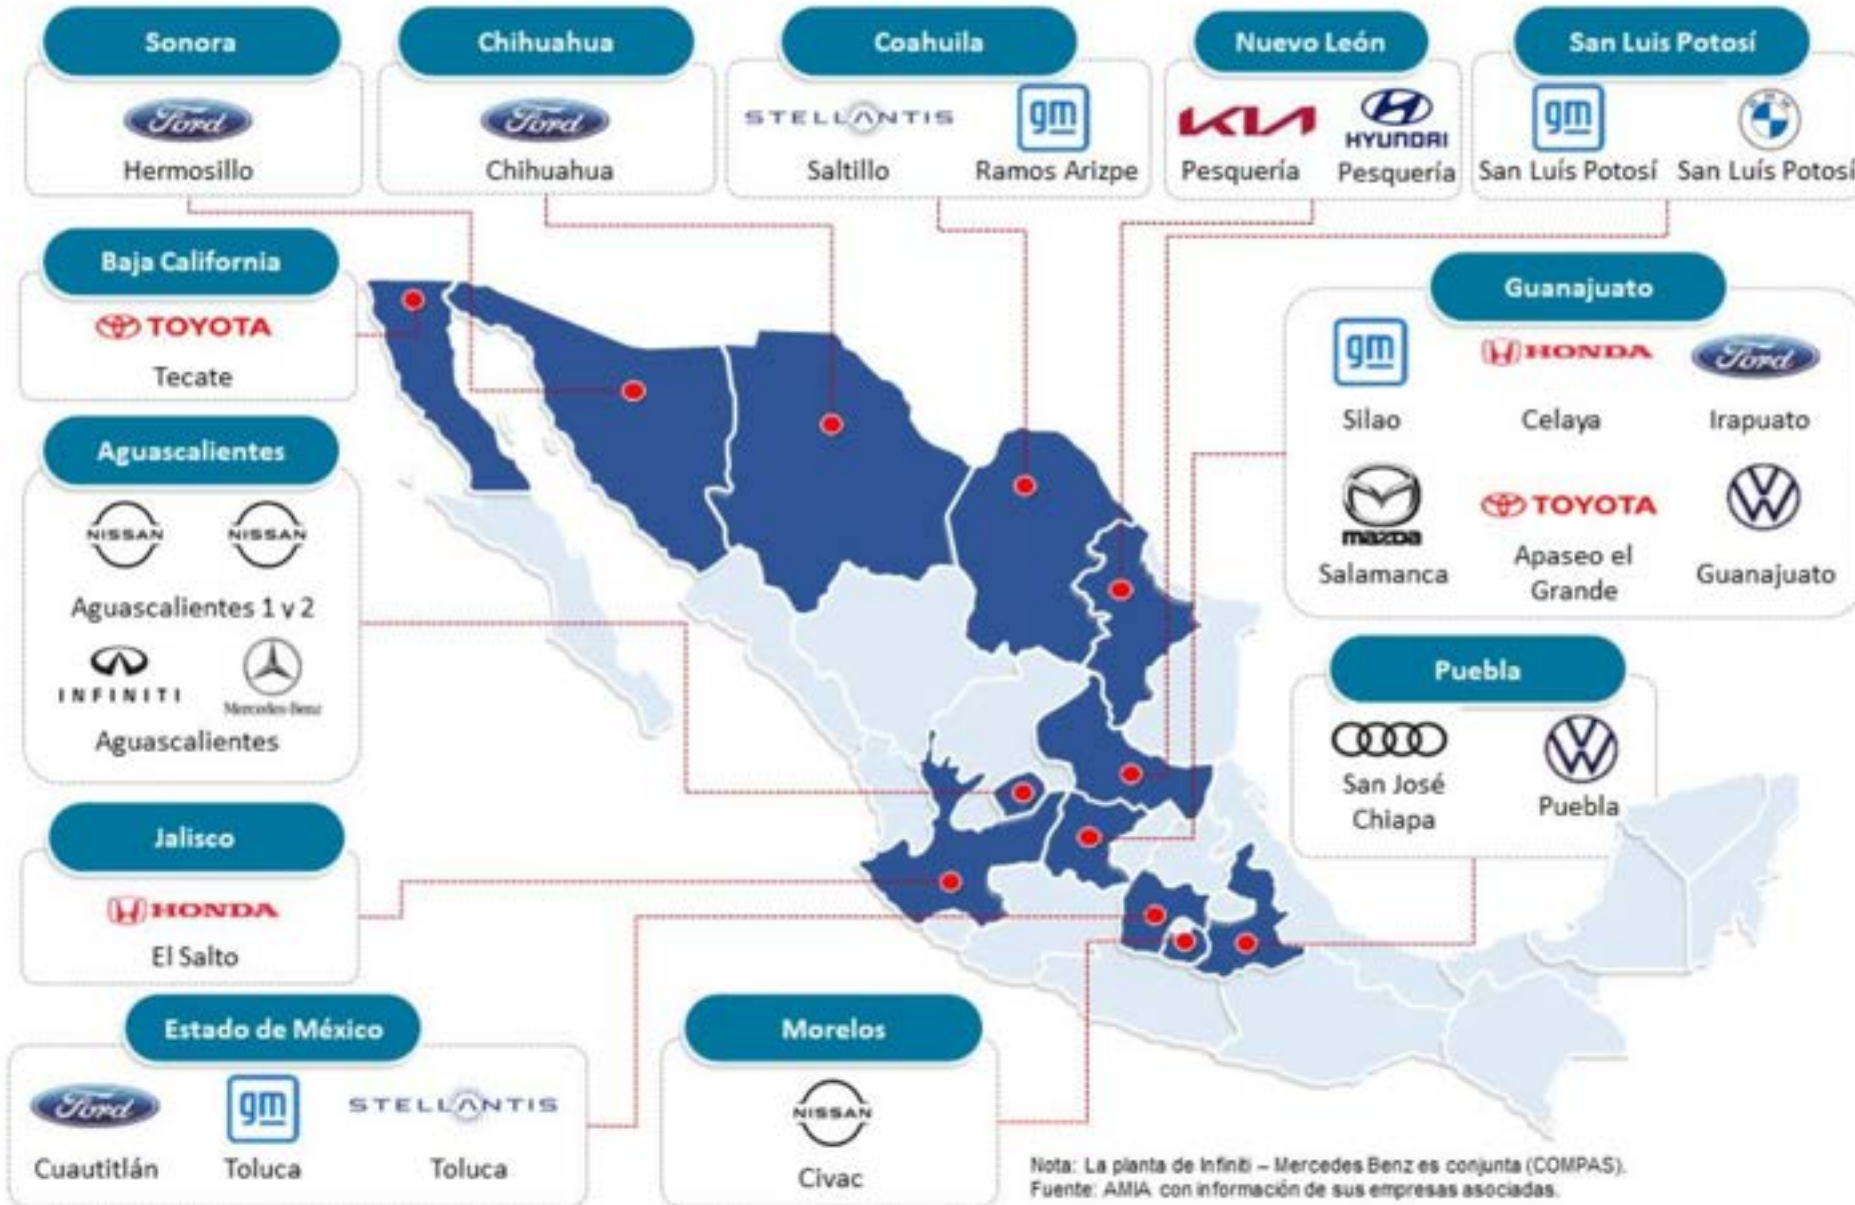 Sonora
Ford
Hermosillo
Chihuahua
Ford
Chihuahua
Coahuila
STELLANTIS
Saltillo
gm
Ramos Arizpe
Nuevo León
KIA
Pesquería
HYUNDAI
Pesquería
San Luis Potosí
gm
San Luís Potosí
San Luís Potosí
Baja California
TOYOTA
Tecate
Guanajuato
gm
Silao
HONDA
Celaya
Ford
Irapuato
mazda
Salamanca
TOYOTA
Apaseo el
Grande
Guanajuato
Aguascalientes
NISSAN
NISSAN
Aguascalientes 1 y 2
INFINITI
Mercedes-Benz
Aguascalientes
Puebla
San José
Chiapa
Puebla
Jalisco
HONDA
El Salto
Estado de México
Ford
Cuautitlán
gm
Toluca
STELLANTIS
Toluca
Morelos
NISSAN
Civac
Nota: La planta de Infiniti – Mercedes Benz es conjunta (COMPAS).
Fuente: AMIA con información de sus empresas asociadas.